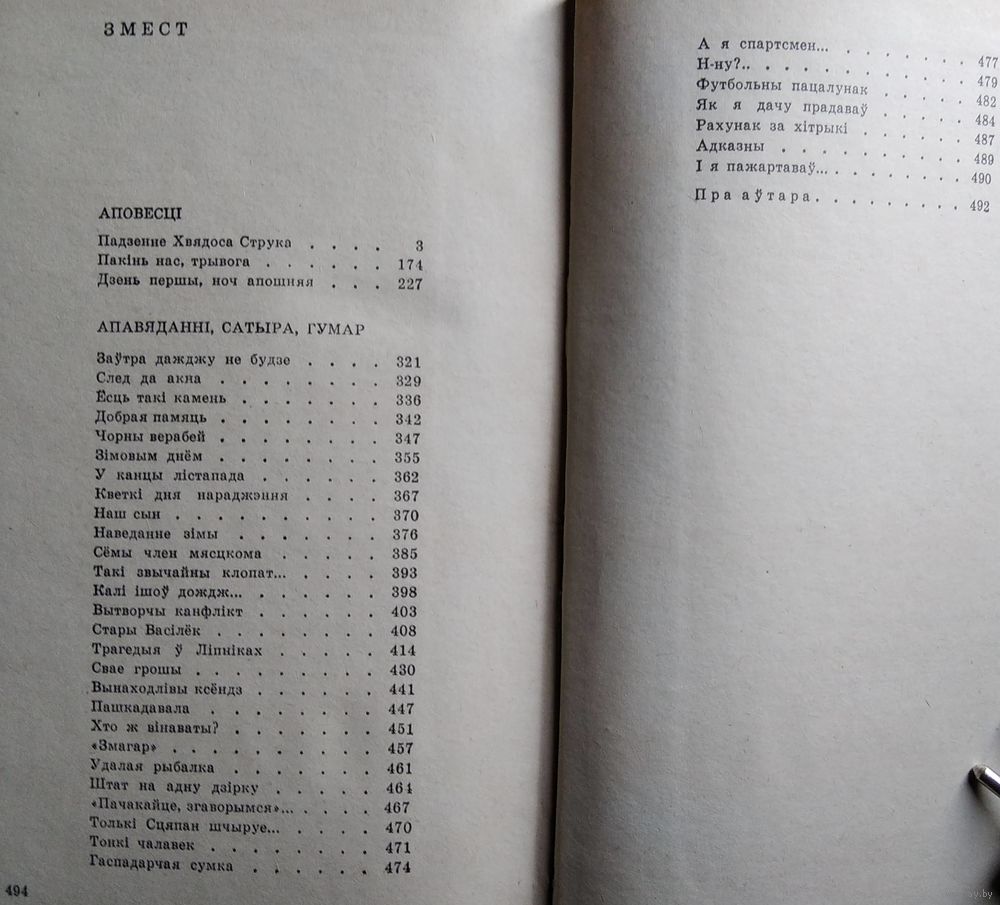 ЗМЕСТ
АПОВЕСЦІ
Падзенне Хвядоса Струка . . . . 3
Пакінь нас, трывога . . . . . . 174
Дзень першы, ноч апошняя . . . 227
АПАВЯДАННІ, САТЫРА, ГУМАР
Заўтра дажджу не будзе . . . . 321
След да акна . . . . . . . . 329
Ёсць такі камень . . . . . . . 336
Добрая памяць . . . . . . . . 342
Чорны верабей . . . . . . . . 347
Зімовым днём . . . . . . . . 355
У канцы лістапада . . . . . . 362
Кветкі дня нараджэння . . . . 367
Наш сын . . . . . . . . . . 370
Наведанне зімы . . . . . . . 376
Сёмы член мясцкома . . . . . 385
Такі звычайны клопат... . . . . 393
Калі ішоў дождж... . . . . . . 398
Вытворчы канфлікт . . . . . . 403
Стары Васілёк . . . . . . . . 408
Трагедыя ў Ліпніках . . . . . 414
Свае грошы . . . . . . . . . 430
Вынаходлівы ксёндз . . . . . . 441
Пашкадавала . . . . . . . . 447
Хто ж вінаваты? . . . . . . . 451
«Змагар» . . . . . . . . . . 457
Удалая рыбалка . . . . . . . 461
Штат на адну дзірку . . . . . 464
«Пачакайце, згаворымся»... . . . . 467
Толькі Сцяпан шчыруе... . . . . 470
Тонкі чалавек . . . . . . . . 471
Гаспадарчая сумка . . . . . . 474
494
А я спартсмен... . . . . . . . 477
Н-ну?.. . . . . . . . . . . 479
Футбольны пацалунак . . . . . 482
Як я дачу прадаваў . . . . . 484
Рахунак за хітрыкі . . . . . . 487
Адказны . . . . . . . . . . 489
І я пажартаваў... . . . . . . . 490
Пра аўтара . . . . . . . . . 492